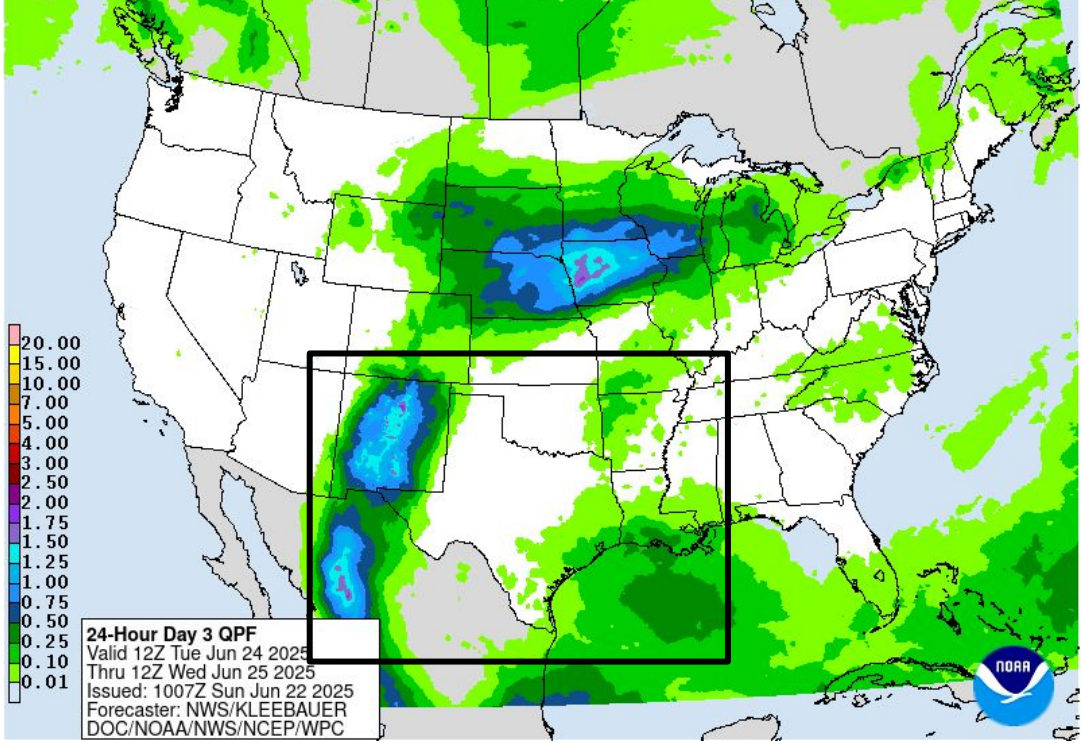 20.00
15.00
10.00
7.00
5.00
4.00
3.00
2.50
2.00
1.75
1.50
1.25
1.00
0.75
0.50
0.25
0.10
0.01
24-Hour Day 3 QPF
Valid 12Z Tue Jun 24 2025
Thru 12Z Wed Jun 25 2025
Issued: 1007Z Sun Jun 22 2025
Forecaster: NWS/KLEEBAUER
DOC/NOAA/NWS/NCEP/WPC
NOAA